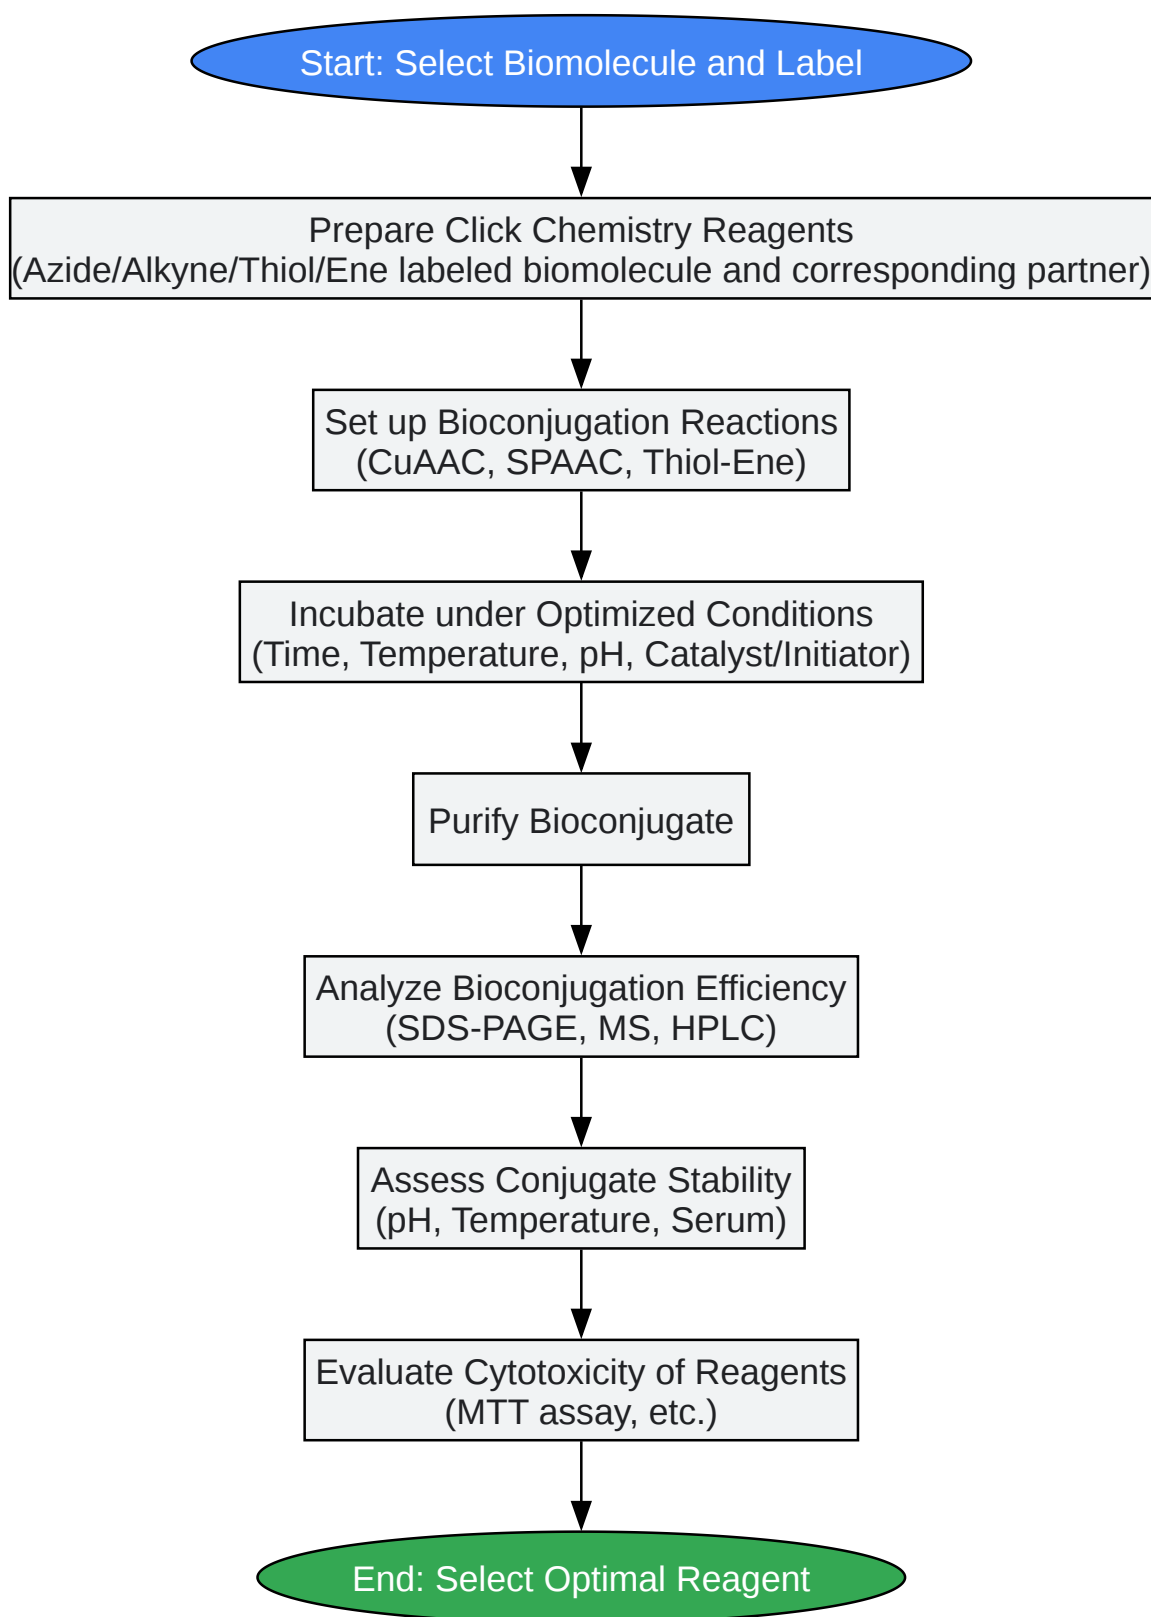 Start: Select Biomolecule and Label
Prepare Click Chemistry Reagents
(Azide/Alkyne/Thiol/Ene labeled biomolecule and corresponding partner)
Set up Bioconjugation Reactions
(CuAAC, SPAAC, Thiol-Ene)
Incubate under Optimized Conditions
(Time, Temperature, pH, Catalyst/Initiator)
Purify Bioconjugate
Analyze Bioconjugation Efficiency
(SDS-PAGE, MS, HPLC)
Assess Conjugate Stability
(pH, Temperature, Serum)
Evaluate Cytotoxicity of Reagents
(MTT assay, etc.)
End: Select Optimal Reagent